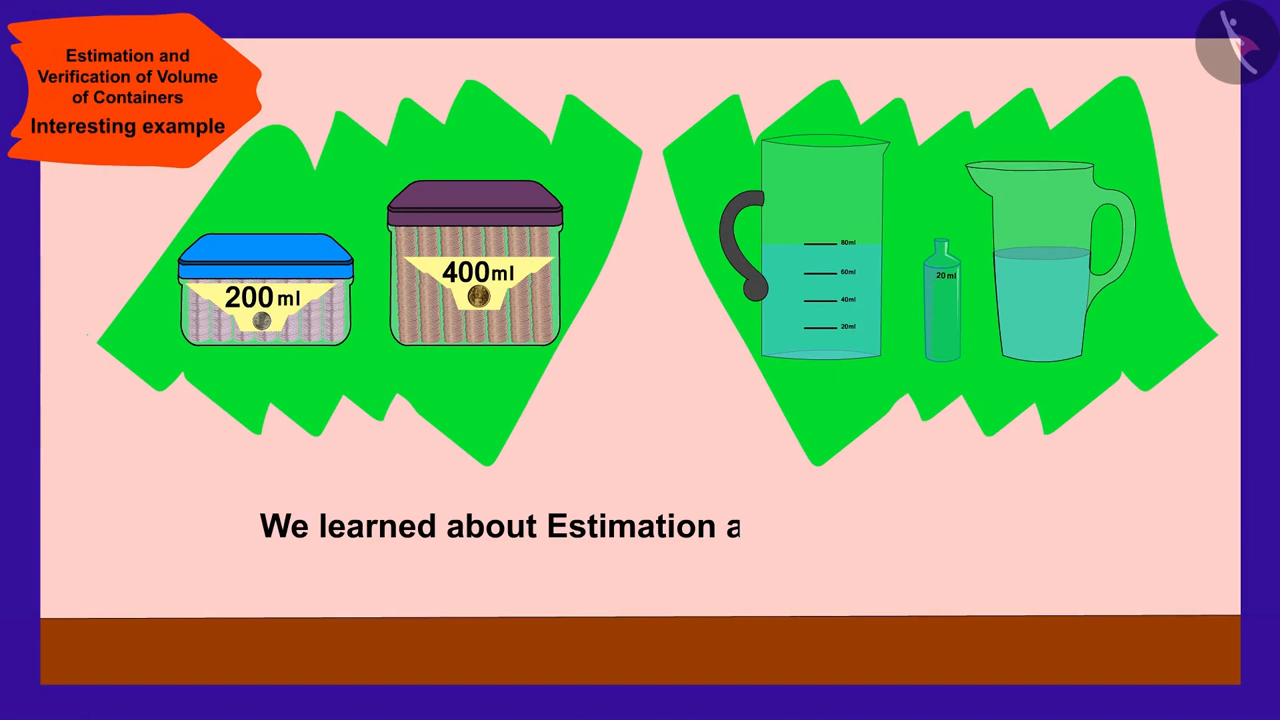 Estimation and
Verification of Volume
of Containers
Interesting example
200 ml
400 ml
80ml
60ml
40ml
20ml
20 ml
We learned about Estimation a